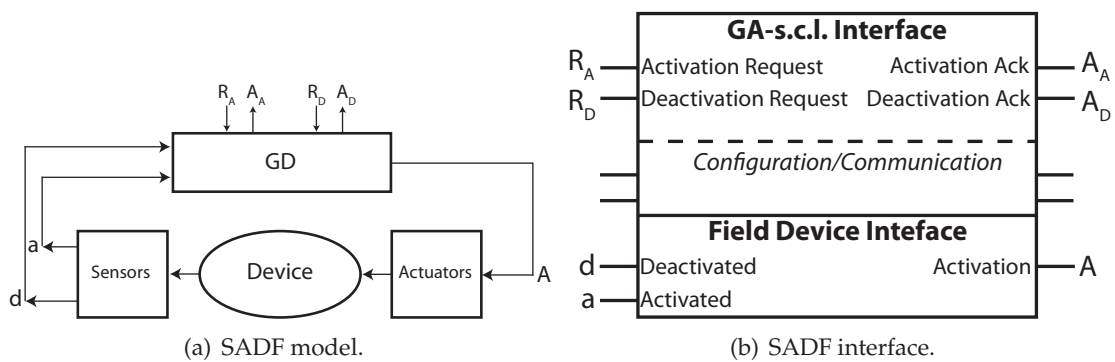 R_A A_A R_D A_D
GD
a
d
Sensors
Device
Actuators
A
(a) SADF model.
GA-s.c.l. Interface
R_A Activation Request Activation Ack A_A
R_D Deactivation Request Deactivation Ack A_D
Configuration/Communication
Field Device Inteface
d Deactivated Activation A
a Activated
(b) SADF interface.